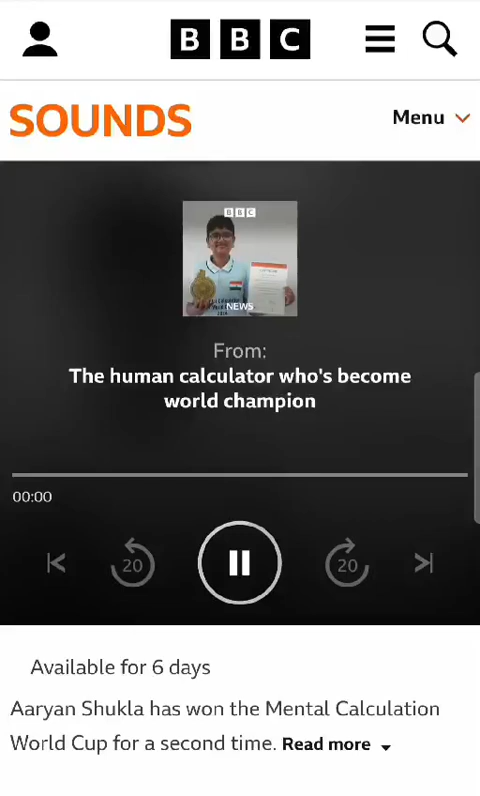 BBC
SOUNDS
Menu
BBC
NEWS
From:
The human calculator who's become
world champion
00:00
20
20
Available for 6 days
Aaryan Shukla has won the Mental Calculation
World Cup for a second time. Read more